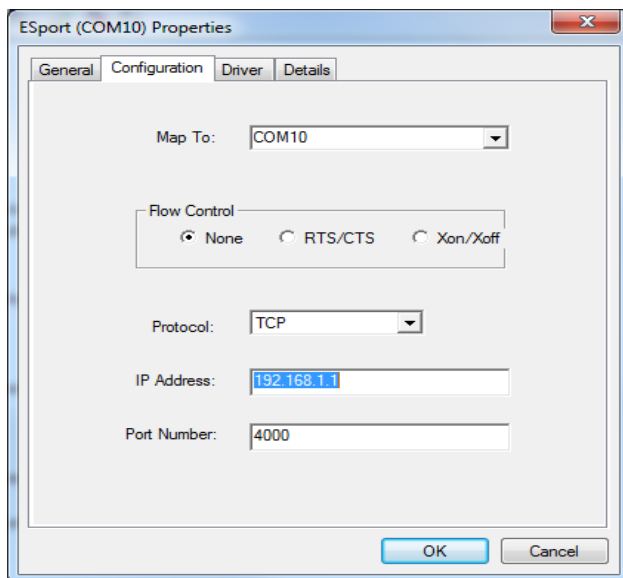 ESport (COM10) Properties
General Configuration Driver Details
Map To: COM10
Flow Control
None RTS/CTS Xon/Xoff
Protocol: TCP
IP Address: 192.168.1.1
Port Number: 4000
OK Cancel